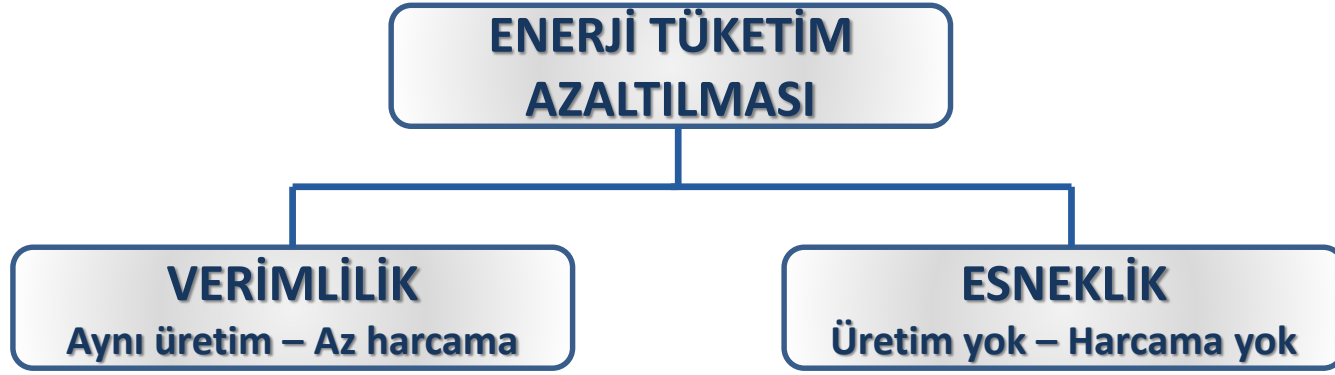 ENERJİ TÜKETİM
AZALTILMASI
VERİMLİLİK
Aynı üretim – Az harcama
ESNEKLİK
Üretim yok – Harcama yok